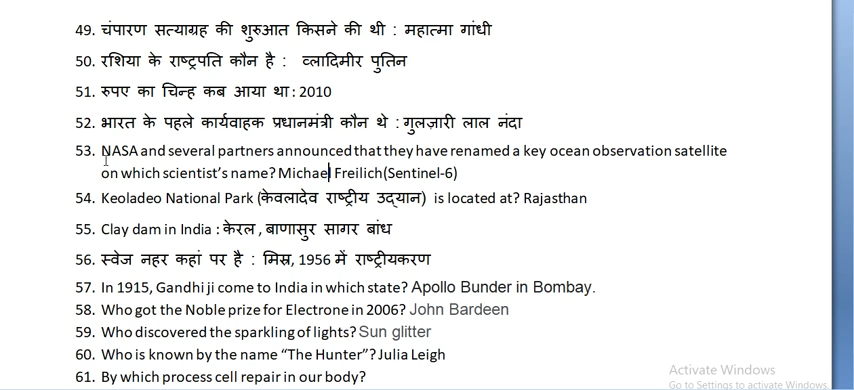 49. चंपारण सत्याग्रह की शुरुआत किसने की थी : महात्मा गांधी
50. रशिया के राष्ट्रपति कौन है : व्लादिमीर पुतिन
51. रुपए का चिन्ह कब आया था : 2010
52. भारत के पहले कार्यवाहक प्रधानमंत्री कौन थे : गुलज़ारी लाल नंदा
53. NASA and several partners announced that they have renamed a key ocean observation satellite
on which scientist's name? Michael Freilich(Sentinel-6)
54. Keoladeo National Park (केवलादेव राष्ट्रीय उद्यान) is located at? Rajasthan
55. Clay dam in India : केरल , बाणासुर सागर बांध
56. स्वेज नहर कहां पर है : मिस्र, 1956 में राष्ट्रीयकरण
57. In 1915, Gandhi ji come to India in which state? Apollo Bunder in Bombay.
58. Who got the Noble prize for Electrone in 2006? John Bardeen
59. Who discovered the sparkling of lights? Sun glitter
60. Who is known by the name “The Hunter”? Julia Leigh
61. By which process cell repair in our body?
Activate Windows
Go to Settings to activate Windows.